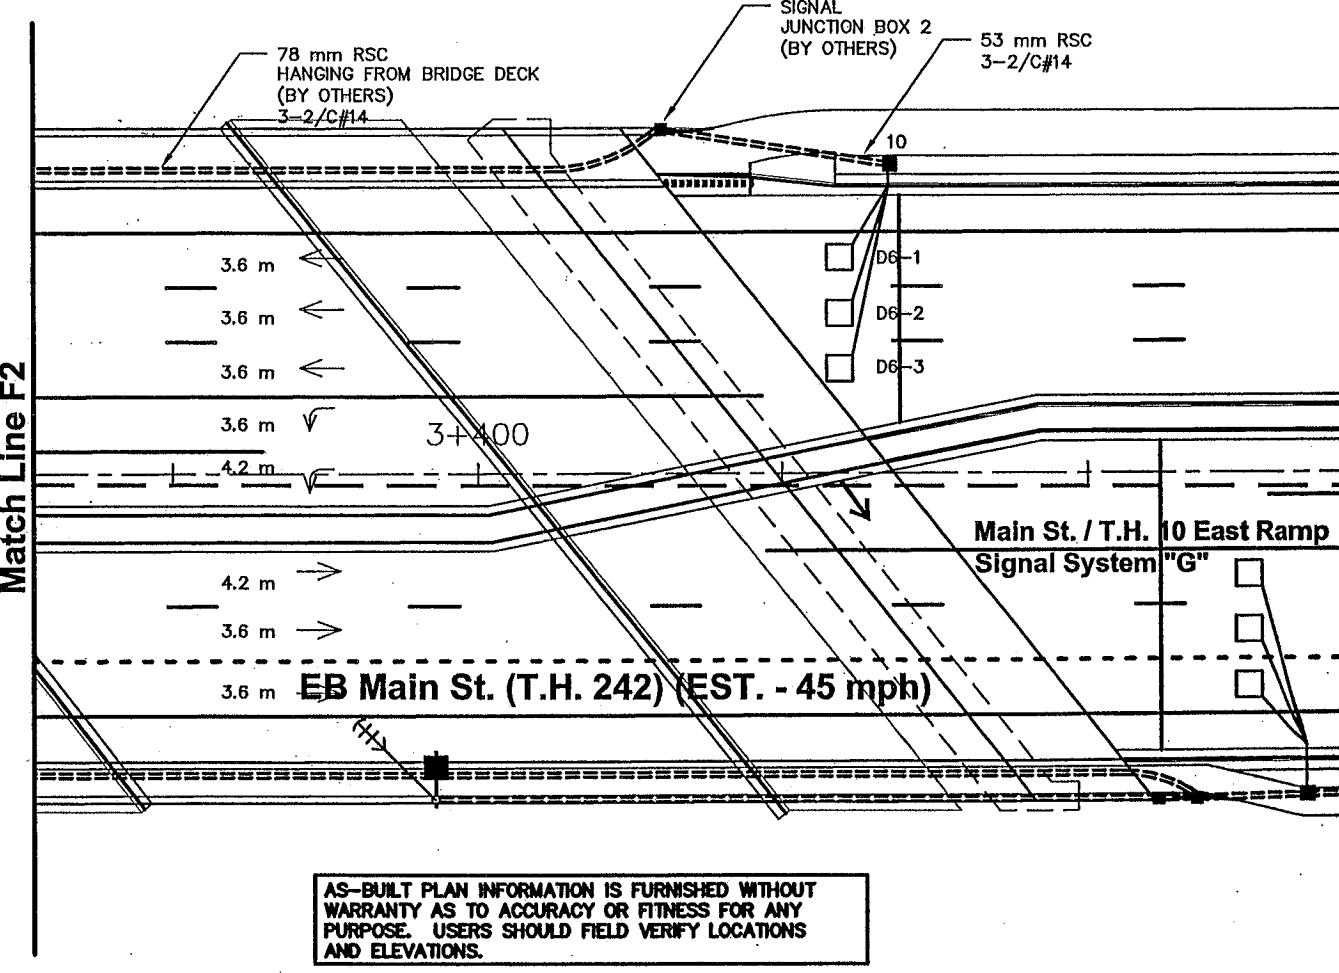 SIGNAL
JUNCTION BOX 2
(BY OTHERS)
53 mm RSC
3-2/C#14
78 mm RSC
HANGING FROM BRIDGE DECK
(BY OTHERS)
3-2/C#14
10
3.6 m
D6-1
3.6 m
D6-2
3.6 m
D6-3
3.6 m
3+400
4.2 m
Match Line F2
Main St. / T.H. 10 East Ramp
Signal System "G"
4.2 m
3.6 m
3.6 m
EB Main St. (T.H. 242) (EST. - 45 mph)
AS-BUILT PLAN INFORMATION IS FURNISHED WITHOUT
WARRANTY AS TO ACCURACY OR FITNESS FOR ANY
PURPOSE. USERS SHOULD FIELD VERIFY LOCATIONS
AND ELEVATIONS.